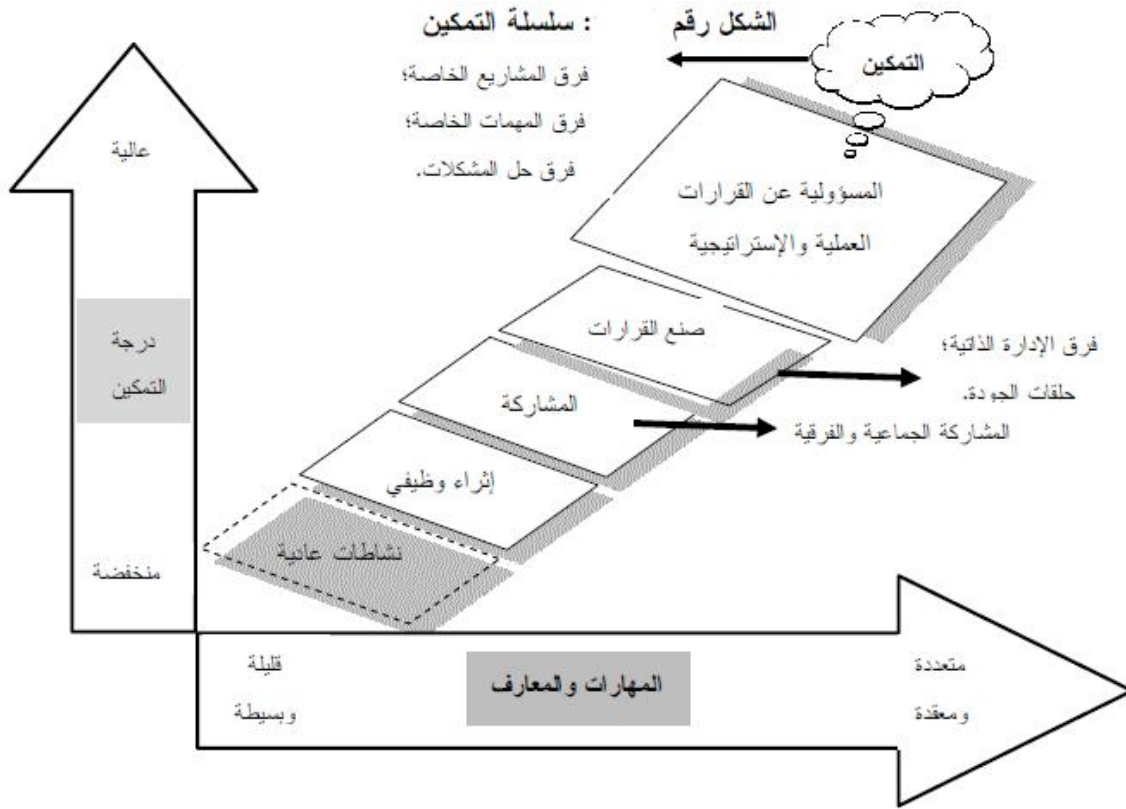 الشكل رقم : سلسلة التمكين
التمكين
فرق المشاريع الخاصة؛
فرق المهمات الخاصة؛
فرق حل المشكلات.
عالية
المسؤولية عن القرارات
العملية والإستراتيجية
صنع القرارات
درجة
التمكين
فرق الإدارة الذاتية؛
حلقات الجودة.
المشاركة
المشاركة الجماعية والفرقية
إثراء وظيفي
نشاطات عادية
منخفضة
قليلة
وبسيطة
المهارات والمعارف
متعددة
ومعقدة